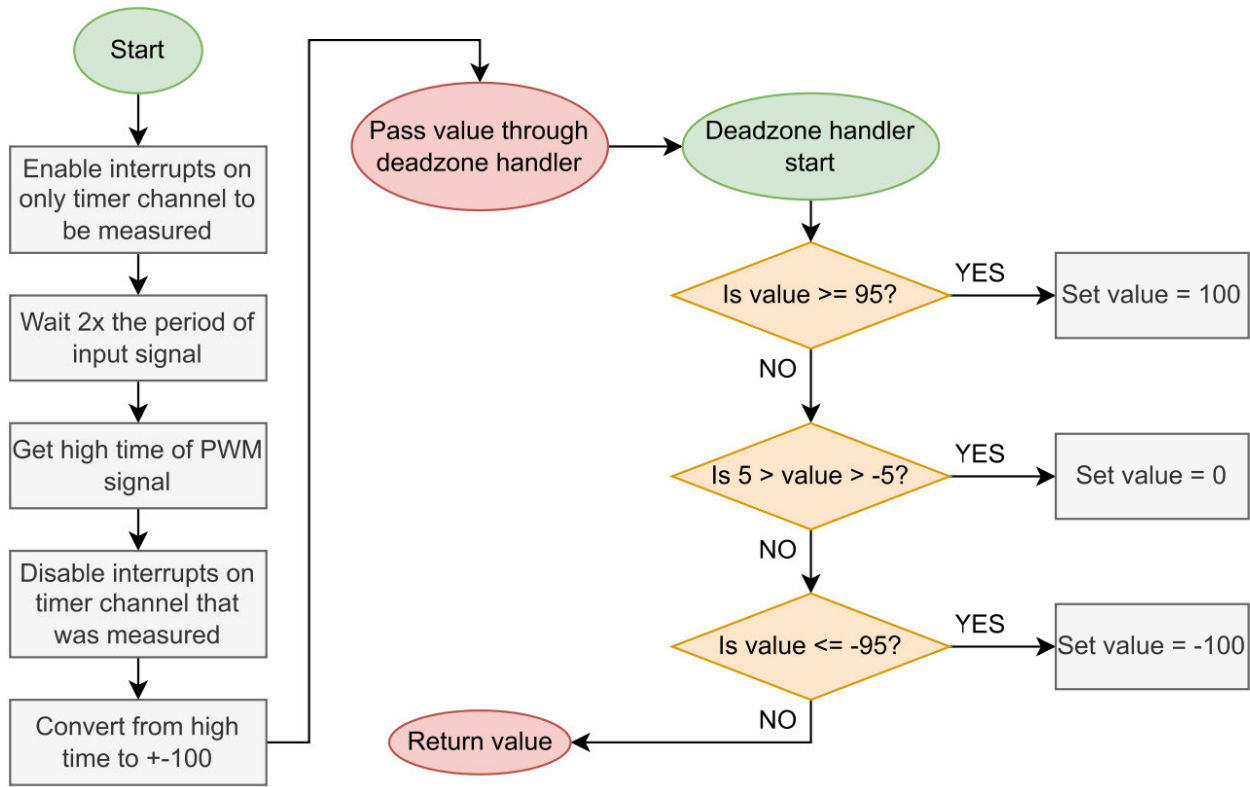 Start
Enable interrupts on
only timer channel to
be measured
Wait 2x the period of
input signal
Get high time of PWM
signal
Disable interrupts on
timer channel that
was measured
Convert from high
time to +-100
Pass value through
deadzone handler
Deadzone handler
start
Is value >= 95?
YES
Set value = 100
NO
Is 5 > value > -5?
YES
Set value = 0
NO
Is value <= -95?
YES
Set value = -100
NO
Return value